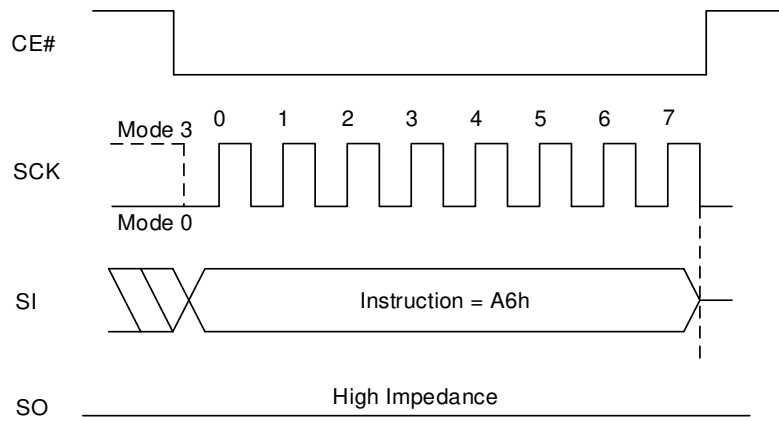 CE#
Mode 3
0 1 2 3 4 5 6 7
SCK
Mode 0
SI
Instruction = A6h
High Impedance
SO